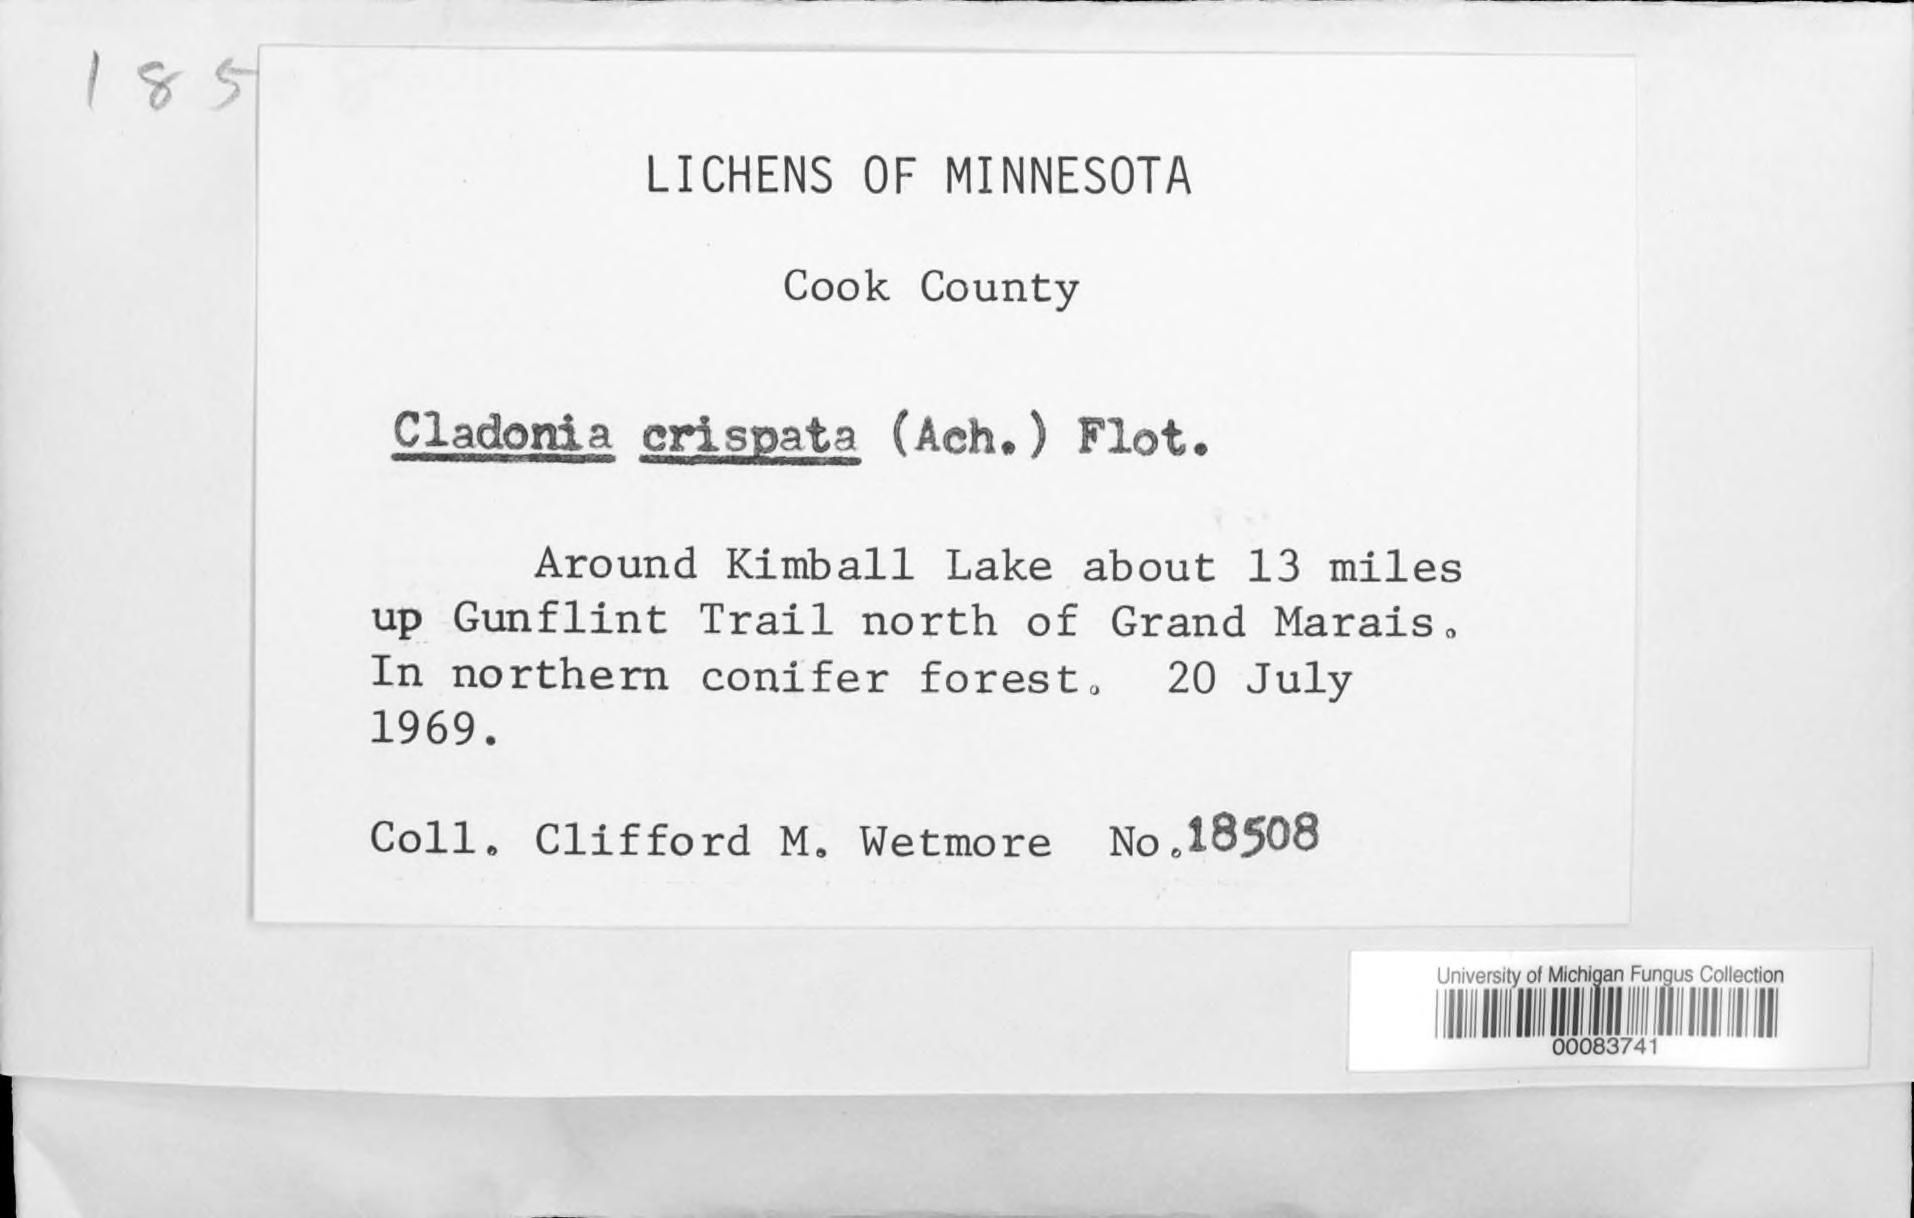 185
LICHENS OF MINNESOTA
Cook County
Cladonia crispata (Ach.) Flot.
Around Kimball Lake about 13 miles
up Gunflint Trail north of Grand Marais.
In northern conifer forest. 20 July
1969.
Coll. Clifford M. Wetmore No.18508
University of Michigan Fungus Collection
00083741